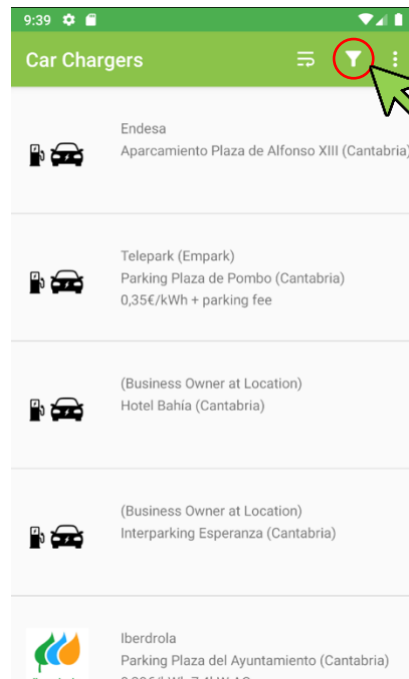 9:39
Car Chargers
Endesa
Aparcamiento Plaza de Alfonso XIII (Cantabria)
Telepark (Empark)
Parking Plaza de Pombo (Cantabria)
0,35€/kWh + parking fee
(Business Owner at Location)
Hotel Bahía (Cantabria)
(Business Owner at Location)
Interparking Esperanza (Cantabria)
Iberdrola
Parking Plaza del Ayuntamiento (Cantabria)